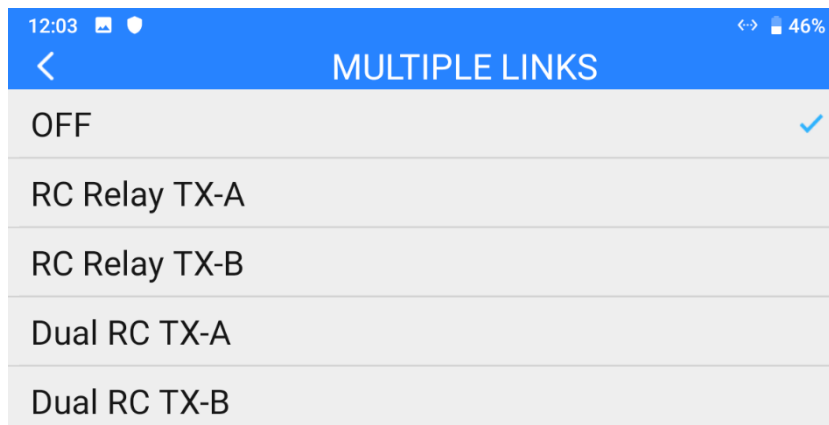 12:03 46%
MULTIPLE LINKS
OFF
RC Relay TX-A
RC Relay TX-B
Dual RC TX-A
Dual RC TX-B